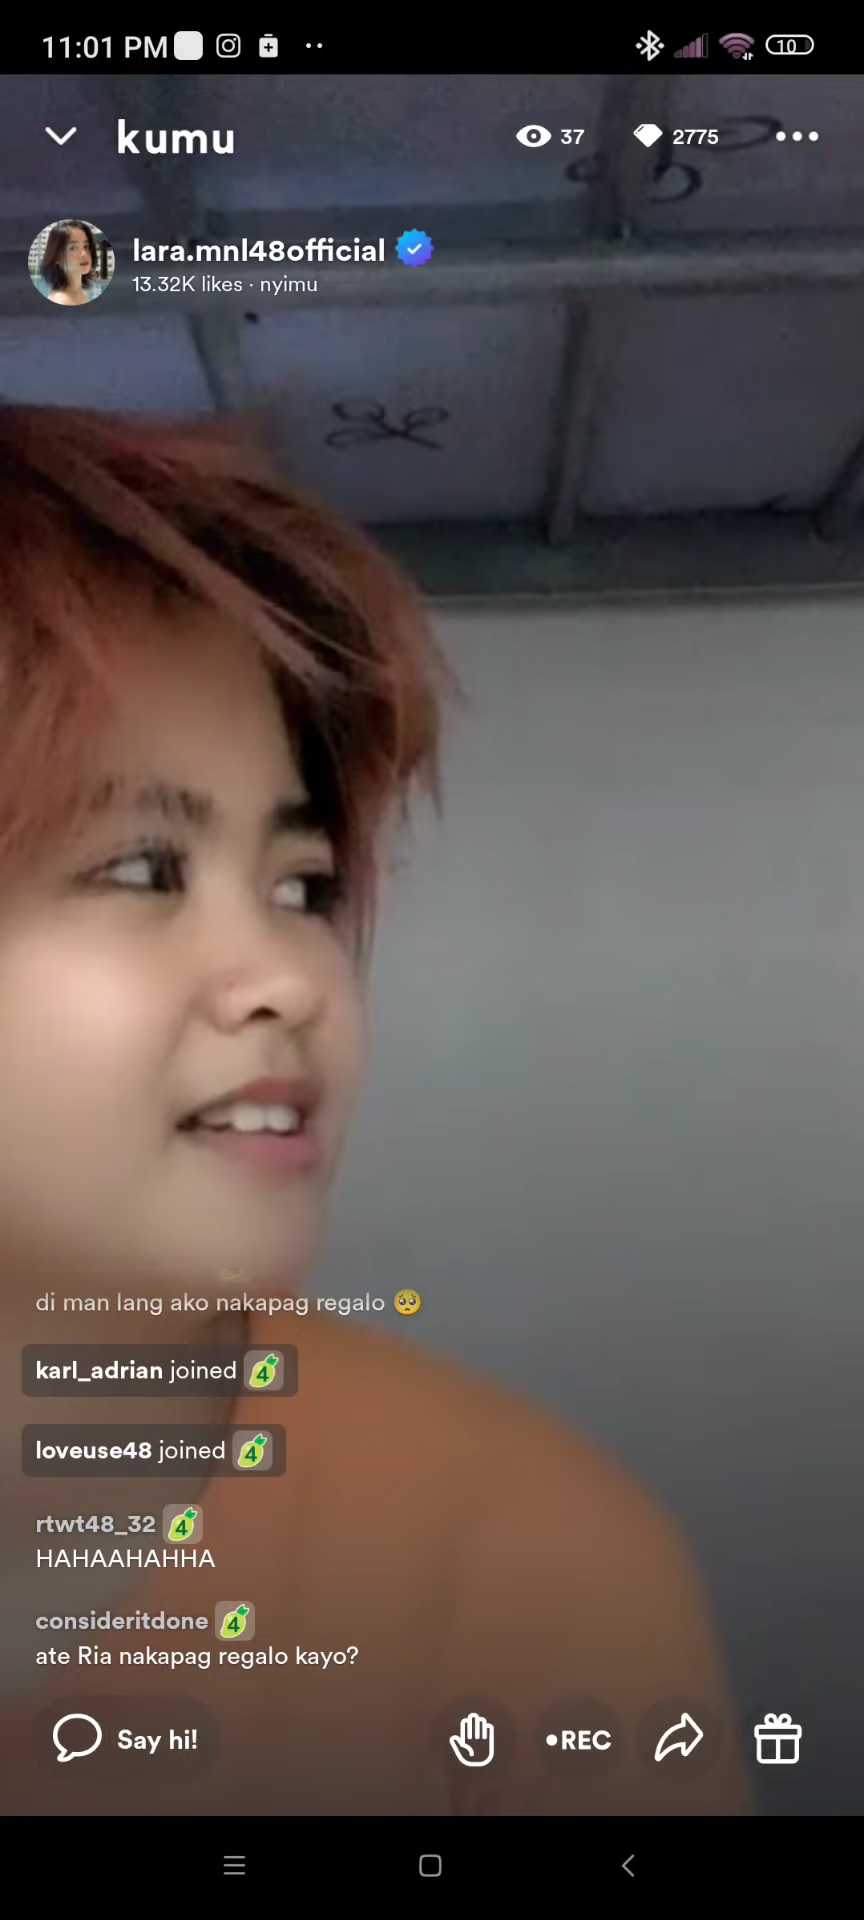 11:01 PM
10
kumu
37
2775
lara.mnl48official
13.32K likes · nyimu
di man lang ako nakapag regalo 🥺
karl_adrian joined 4
loveuse48 joined 4
rtwt48_32 4
HAHAAHAHHA
consideritdone 4
ate Ria nakapag regalo kayo?
Say hi!
•REC